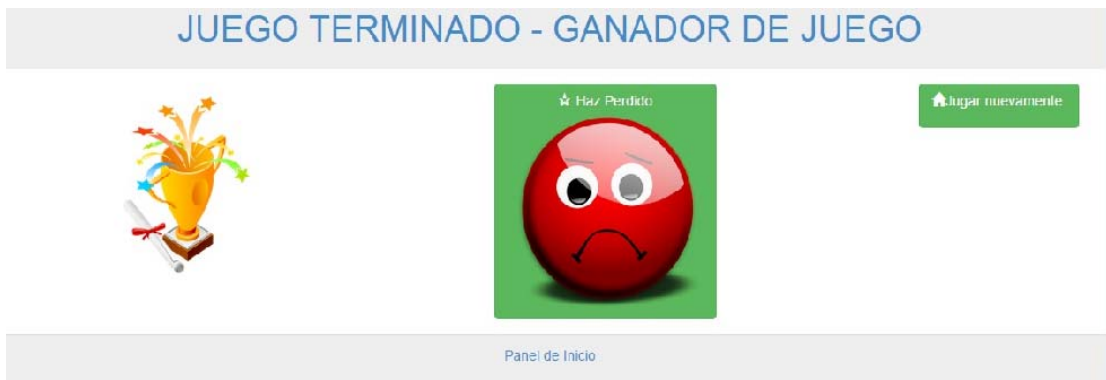 JUEGO TERMINADO - GANADOR DE JUEGO
Haz Perdido
Jugar nuevamente
Panel de Inicio